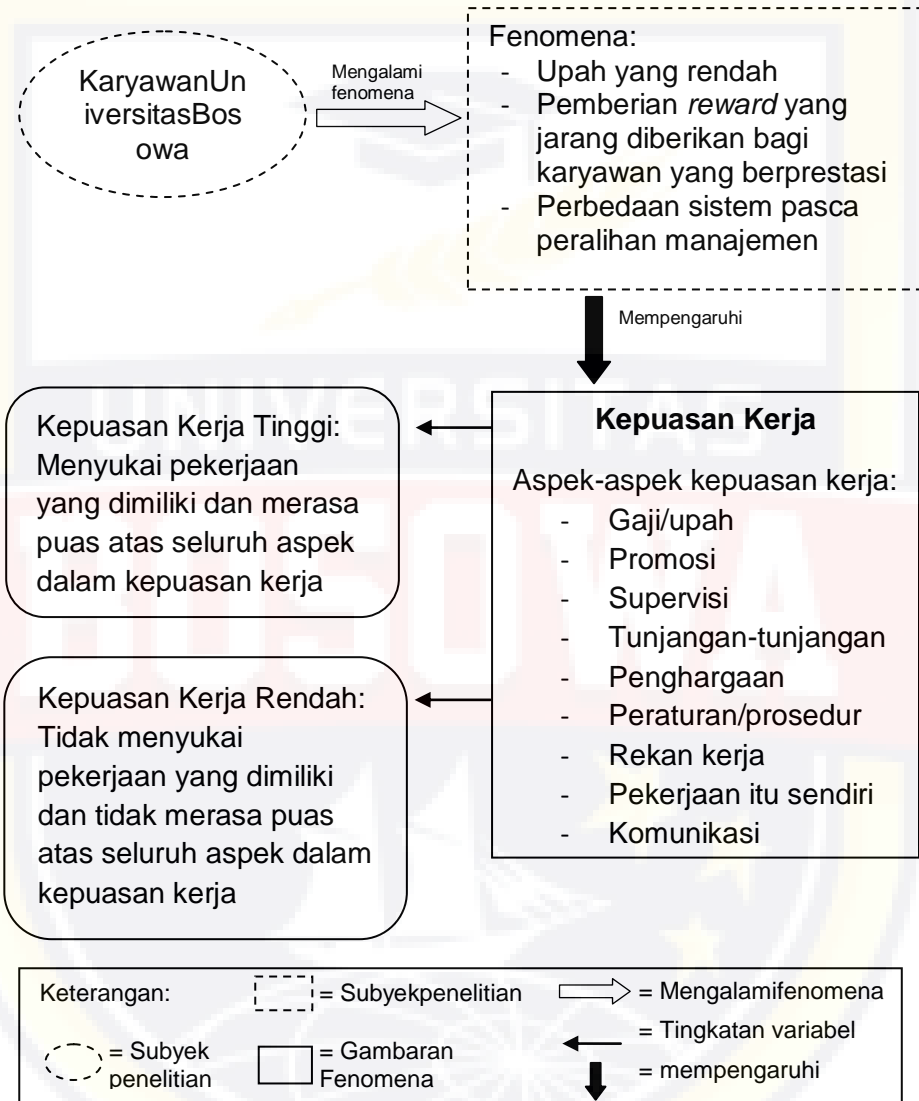 KaryawanUn
iversitasBos
owa
Mengalami
fenomena
Fenomena:
- Upah yang rendah
- Pemberian reward yang
jarang diberikan bagi
karyawan yang berprestasi
- Perbedaan sistem pasca
peralihan manajemen
Mempengaruhi
Kepuasan Kerja Tinggi:
Menyukai pekerjaan
yang dimiliki dan merasa
puas atas seluruh aspek
dalam kepuasan kerja
Kepuasan Kerja
Aspek-aspek kepuasan kerja:
- Gaji/upah
- Promosi
- Supervisi
- Tunjangan-tunjangan
- Penghargaan
- Peraturan/prosedur
- Rekan kerja
- Pekerjaan itu sendiri
- Komunikasi
Kepuasan Kerja Rendah:
Tidak menyukai
pekerjaan yang dimiliki
dan tidak merasa puas
atas seluruh aspek dalam
kepuasan kerja
UNIVERSITAS
BOSOWA
Keterangan:
= Subyekpenelitian
= Mengalamifenomena
= Tingkatan variabel
= Subyek
penelitian
= Gambaran
Fenomena
= mempengaruhi